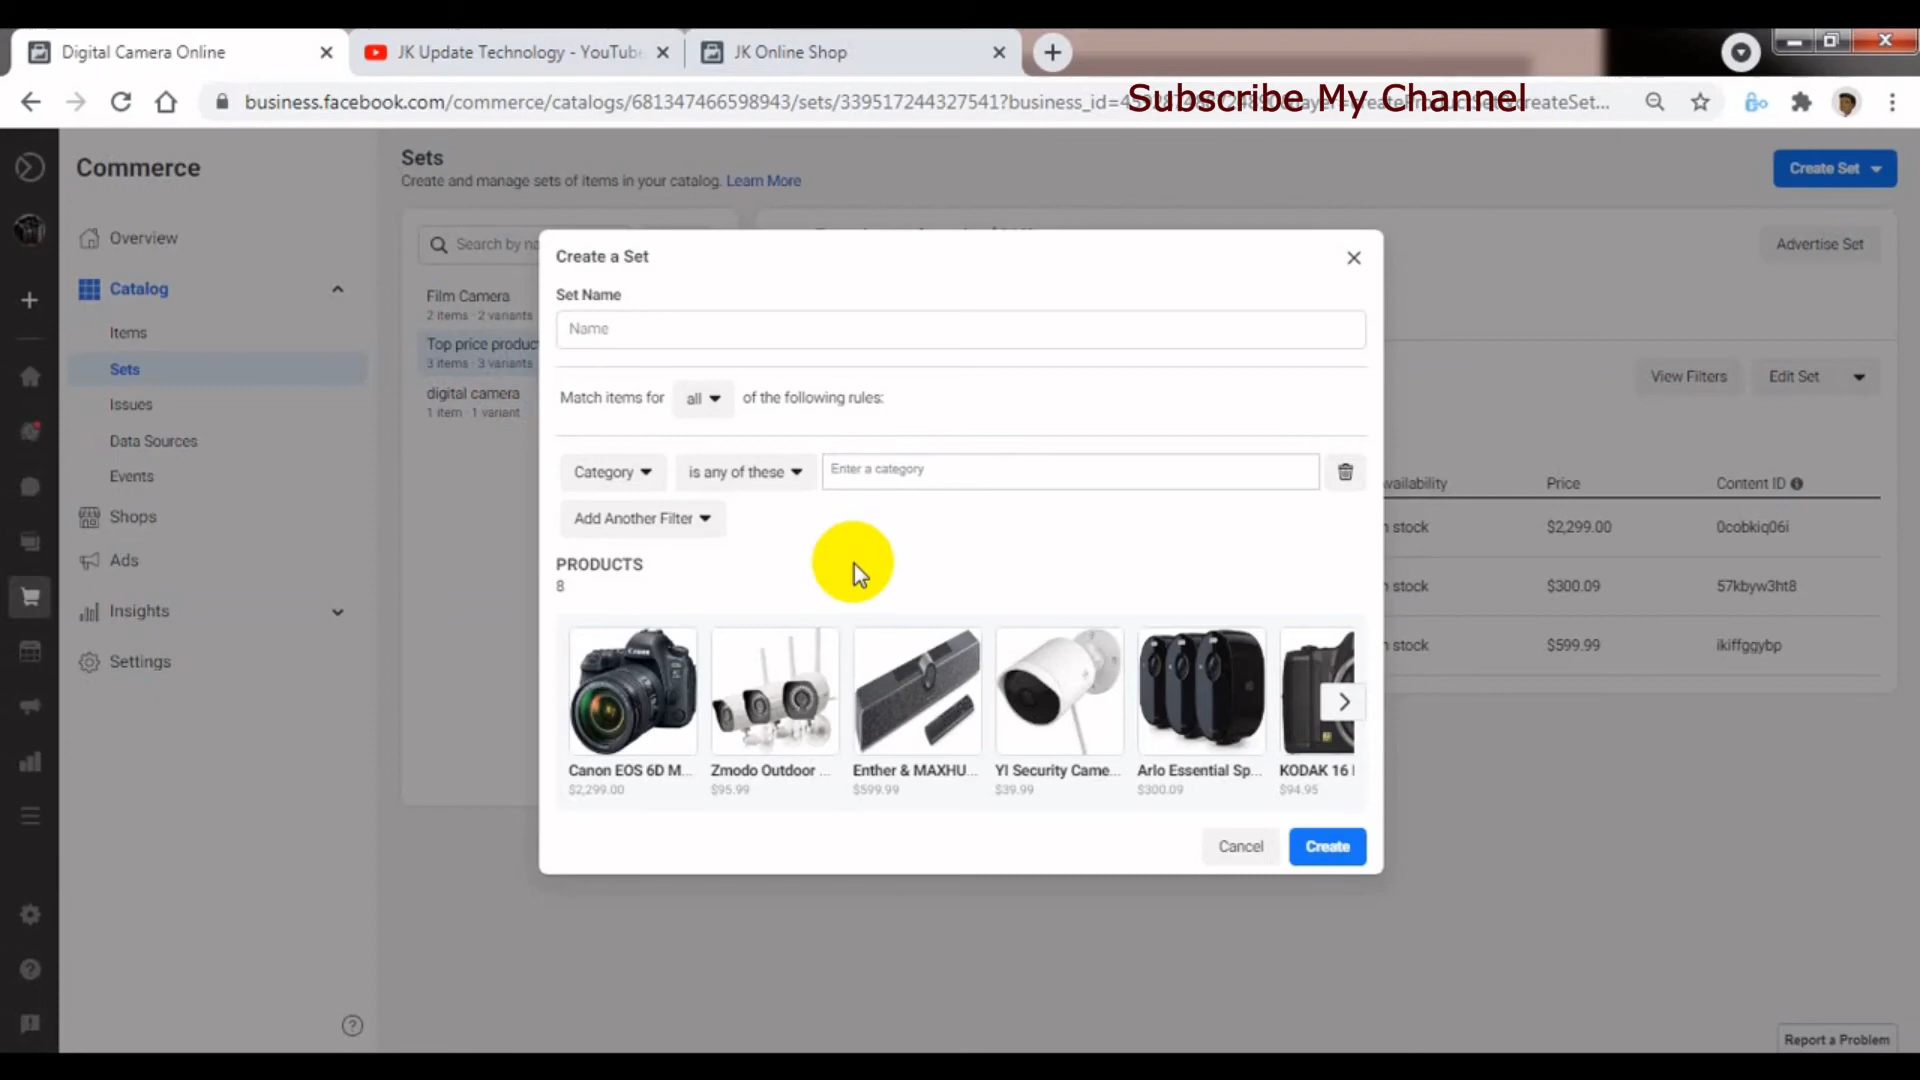 Digital Camera Online
JK Update Technology - YouTube
JK Online Shop
business.facebook.com/commerce/catalogs/681347466598943/sets/339517244327541?business_id=
createSet...
Subscribe My Channel
Commerce
Overview
Catalog
Items
Sets
Issues
Data Sources
Events
Shops
Ads
Insights
Settings
Sets
Create and manage sets of items in your catalog. Learn More
Create Set
Search by na
Advertise Set
Film Camera
2 items · 2 variants
Top price produc
3 items · 3 variants
digital camera
1 item · 1 variant
View Filters
Edit Set
vailability
Price
Content ID
n stock
$2,299.00
0cobkiq06i
n stock
$300.09
57kbyw3ht8
n stock
$599.99
ikiffggybp
Create a Set
Set Name
Name
Match items for all of the following rules:
Category
is any of these
Enter a category
Add Another Filter
PRODUCTS
8
Canon EOS 6D M...
$2,299.00
Zmodo Outdoor ...
$95.99
Enther & MAXHU...
$599.99
YI Security Came...
$39.99
Arlo Essential Sp...
$300.09
KODAK 16
$94.95
Cancel
Create
Report a Problem